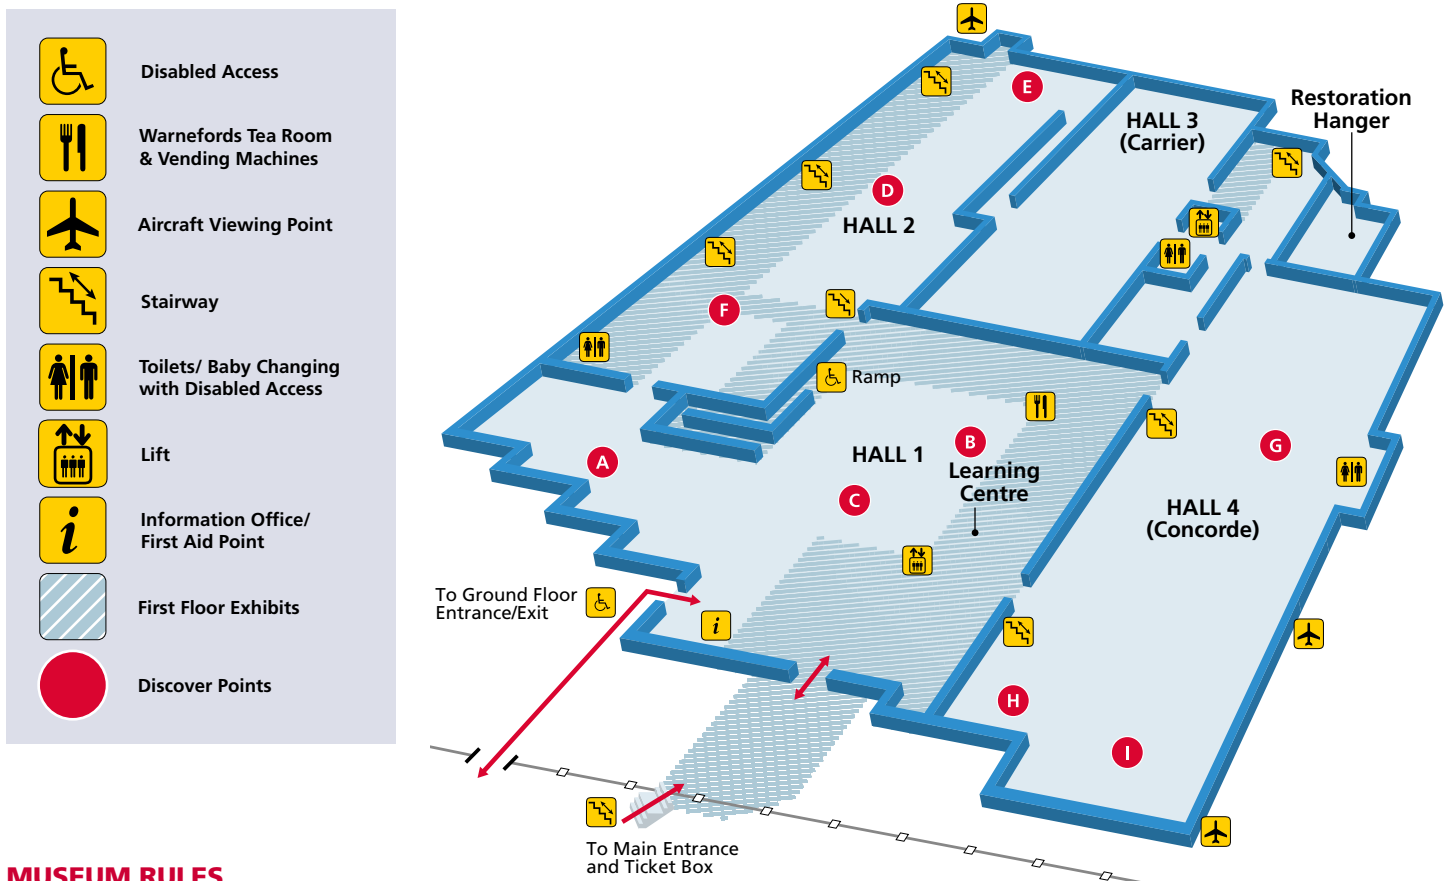 Disabled Access
Warnefords Tea Room
& Vending Machines
Aircraft Viewing Point
Stairway
Toilets/ Baby Changing
with Disabled Access
Lift
i
Information Office/
First Aid Point
First Floor Exhibits
Discover Points
E
HALL 3
(Carrier)
Restoration
Hanger
D
HALL 2
F
Ramp
A
HALL 1
B
Learning
Centre
C
G
HALL 4
(Concorde)
To Ground Floor
Entrance/Exit
i
H
I
To Main Entrance
and Ticket Box
MUSEUM RULES